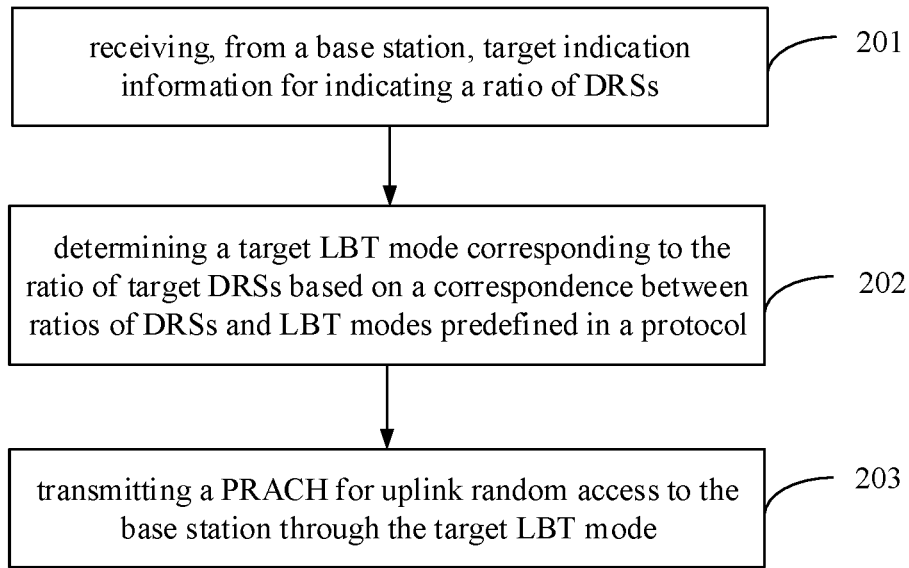 receiving, from a base station, target indication
information for indicating a ratio of DRSs
201
determining a target LBT mode corresponding to the
ratio of target DRSs based on a correspondence between
ratios of DRSs and LBT modes predefined in a protocol
202
transmitting a PRACH for uplink random access to the
base station through the target LBT mode
203